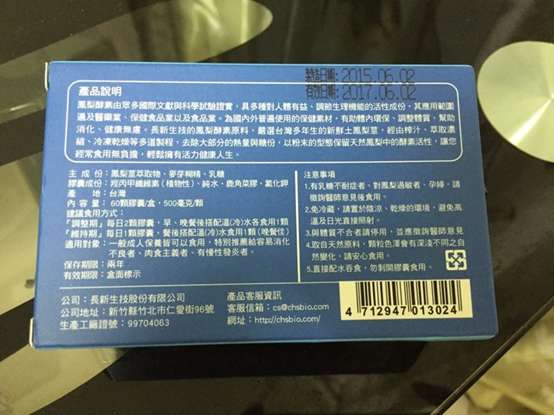 製造日期:2015.06.02
有效日期:2017.06.02
產品說明
鳳梨酵素由眾多國際文獻與科學試驗證實，具多種對人體有益、調節生理機能的活性成份，其應用範圍
遍及醫藥業、保健食品業以及食品業。為國內外普遍使用的保健素材，有助體內環保、調整體質、幫助
消化、健康無慮。長新生技的鳳梨酵素原料，嚴選台灣多年生的新鮮土鳳梨莖，經由榨汁、萃取濃
縮、冷凍乾燥等多道製程，去除大部分的熱量與糖份，以粉末的型態保留天然鳳梨中的酵素活性，讓您
經常食用無負擔，輕鬆擁有活力健康人生。
主 成 份：鳳梨莖萃取物、麥芽糊精、乳糖
膠囊成份：羥丙甲纖維素（植物性）、純水、鹿角菜膠、氯化鉀
產　　地：台灣
內 容 量：60顆膠囊/盒，500毫克/顆
建議食用方式：
「調整期」每日2顆膠囊，早、晚餐後搭配溫(冷)水各食用1顆
「維持期」每日1顆膠囊，餐後搭配溫(冷)水食用1顆（晚餐佳）
適用對象：一般成人保養皆可以食用，特別推薦給容易消化
不良者、肉食主義者、有慢性發炎者。
保存期限：兩年
有效期限：盒面標示
注意事項：
1.有乳糖不耐症者、對鳳梨過敏者、孕婦，請
徵詢醫師意見後食用。
2.免冷藏，請置於陰涼、乾燥的環境，避免高
溫及日光直接照射。
3.與體質不合者請停用，並應徵詢醫師意見。
4.取自天然原料，顆粒色澤會有深淺不同之自
然變化，請安心食用。
5.直接配水吞食，勿剝開膠囊食用。
公司：長新生技股份有限公司
公司地址：新竹縣竹北市仁愛街96號
生產工廠證號：99704063
產品客服資訊
客服信箱：cs@chsbio.com
網址：http://chsbio.com/
4 712947 013024